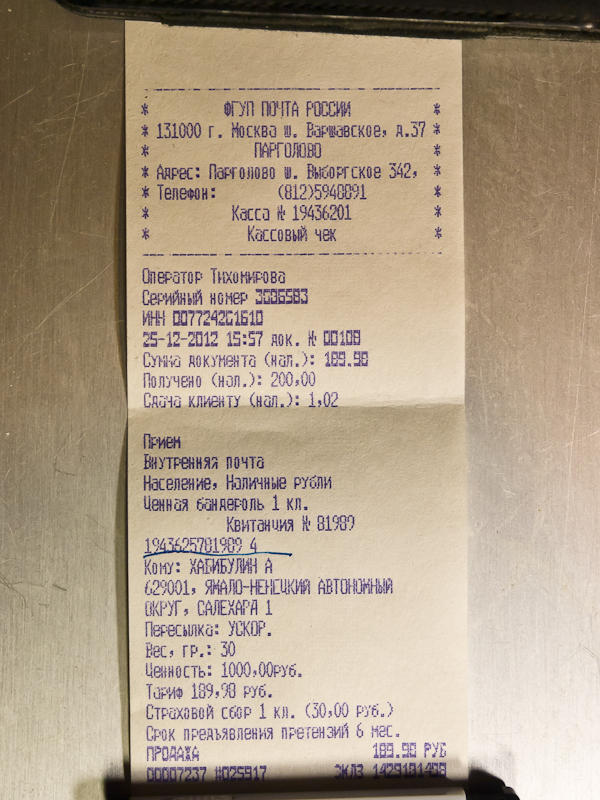 * ФГУП ПОЧТА РОССИИ *
* 131000 г. Москва ш. Варшавское, д.37
* ПАРГОЛОВО *
* Адрес: Парголово ш. Выборгское 342,
* Телефон: (812)5948891 *
* Касса № 19436201 *
* Кассовый чек *
Оператор Тихомирова
Серийный номер 3086583
ИНН 007724261610
25-12-2012 15:57 док. № 00108
Сумма документа (нал.): 189.98
Получено (нал.): 200,00
Сдача клиенту (нал.): 1,02
Прием
Внутренняя почта
Население, Наличные рубли
Ценная бандероль 1 кл.
Квитанция № 81989
1943625781989 4
Кому: ХАБИБУЛИН А
629001, ЯМАЛО-НЕНЕЦКИЙ АВТОНОМНЫЙ
ОКРУГ, САЛЕХАРД 1
Пересылка: УСКОР.
Вес, гр.: 30
Ценность: 1000,00руб.
Тариф 189,98 руб.
Страховой сбор 1 кл. (30,00 руб.)
Срок предъявления претензий 6 мес.
ПРОДАЖА 189.98 РУБ
00007237 #025917 ЭКЛЗ